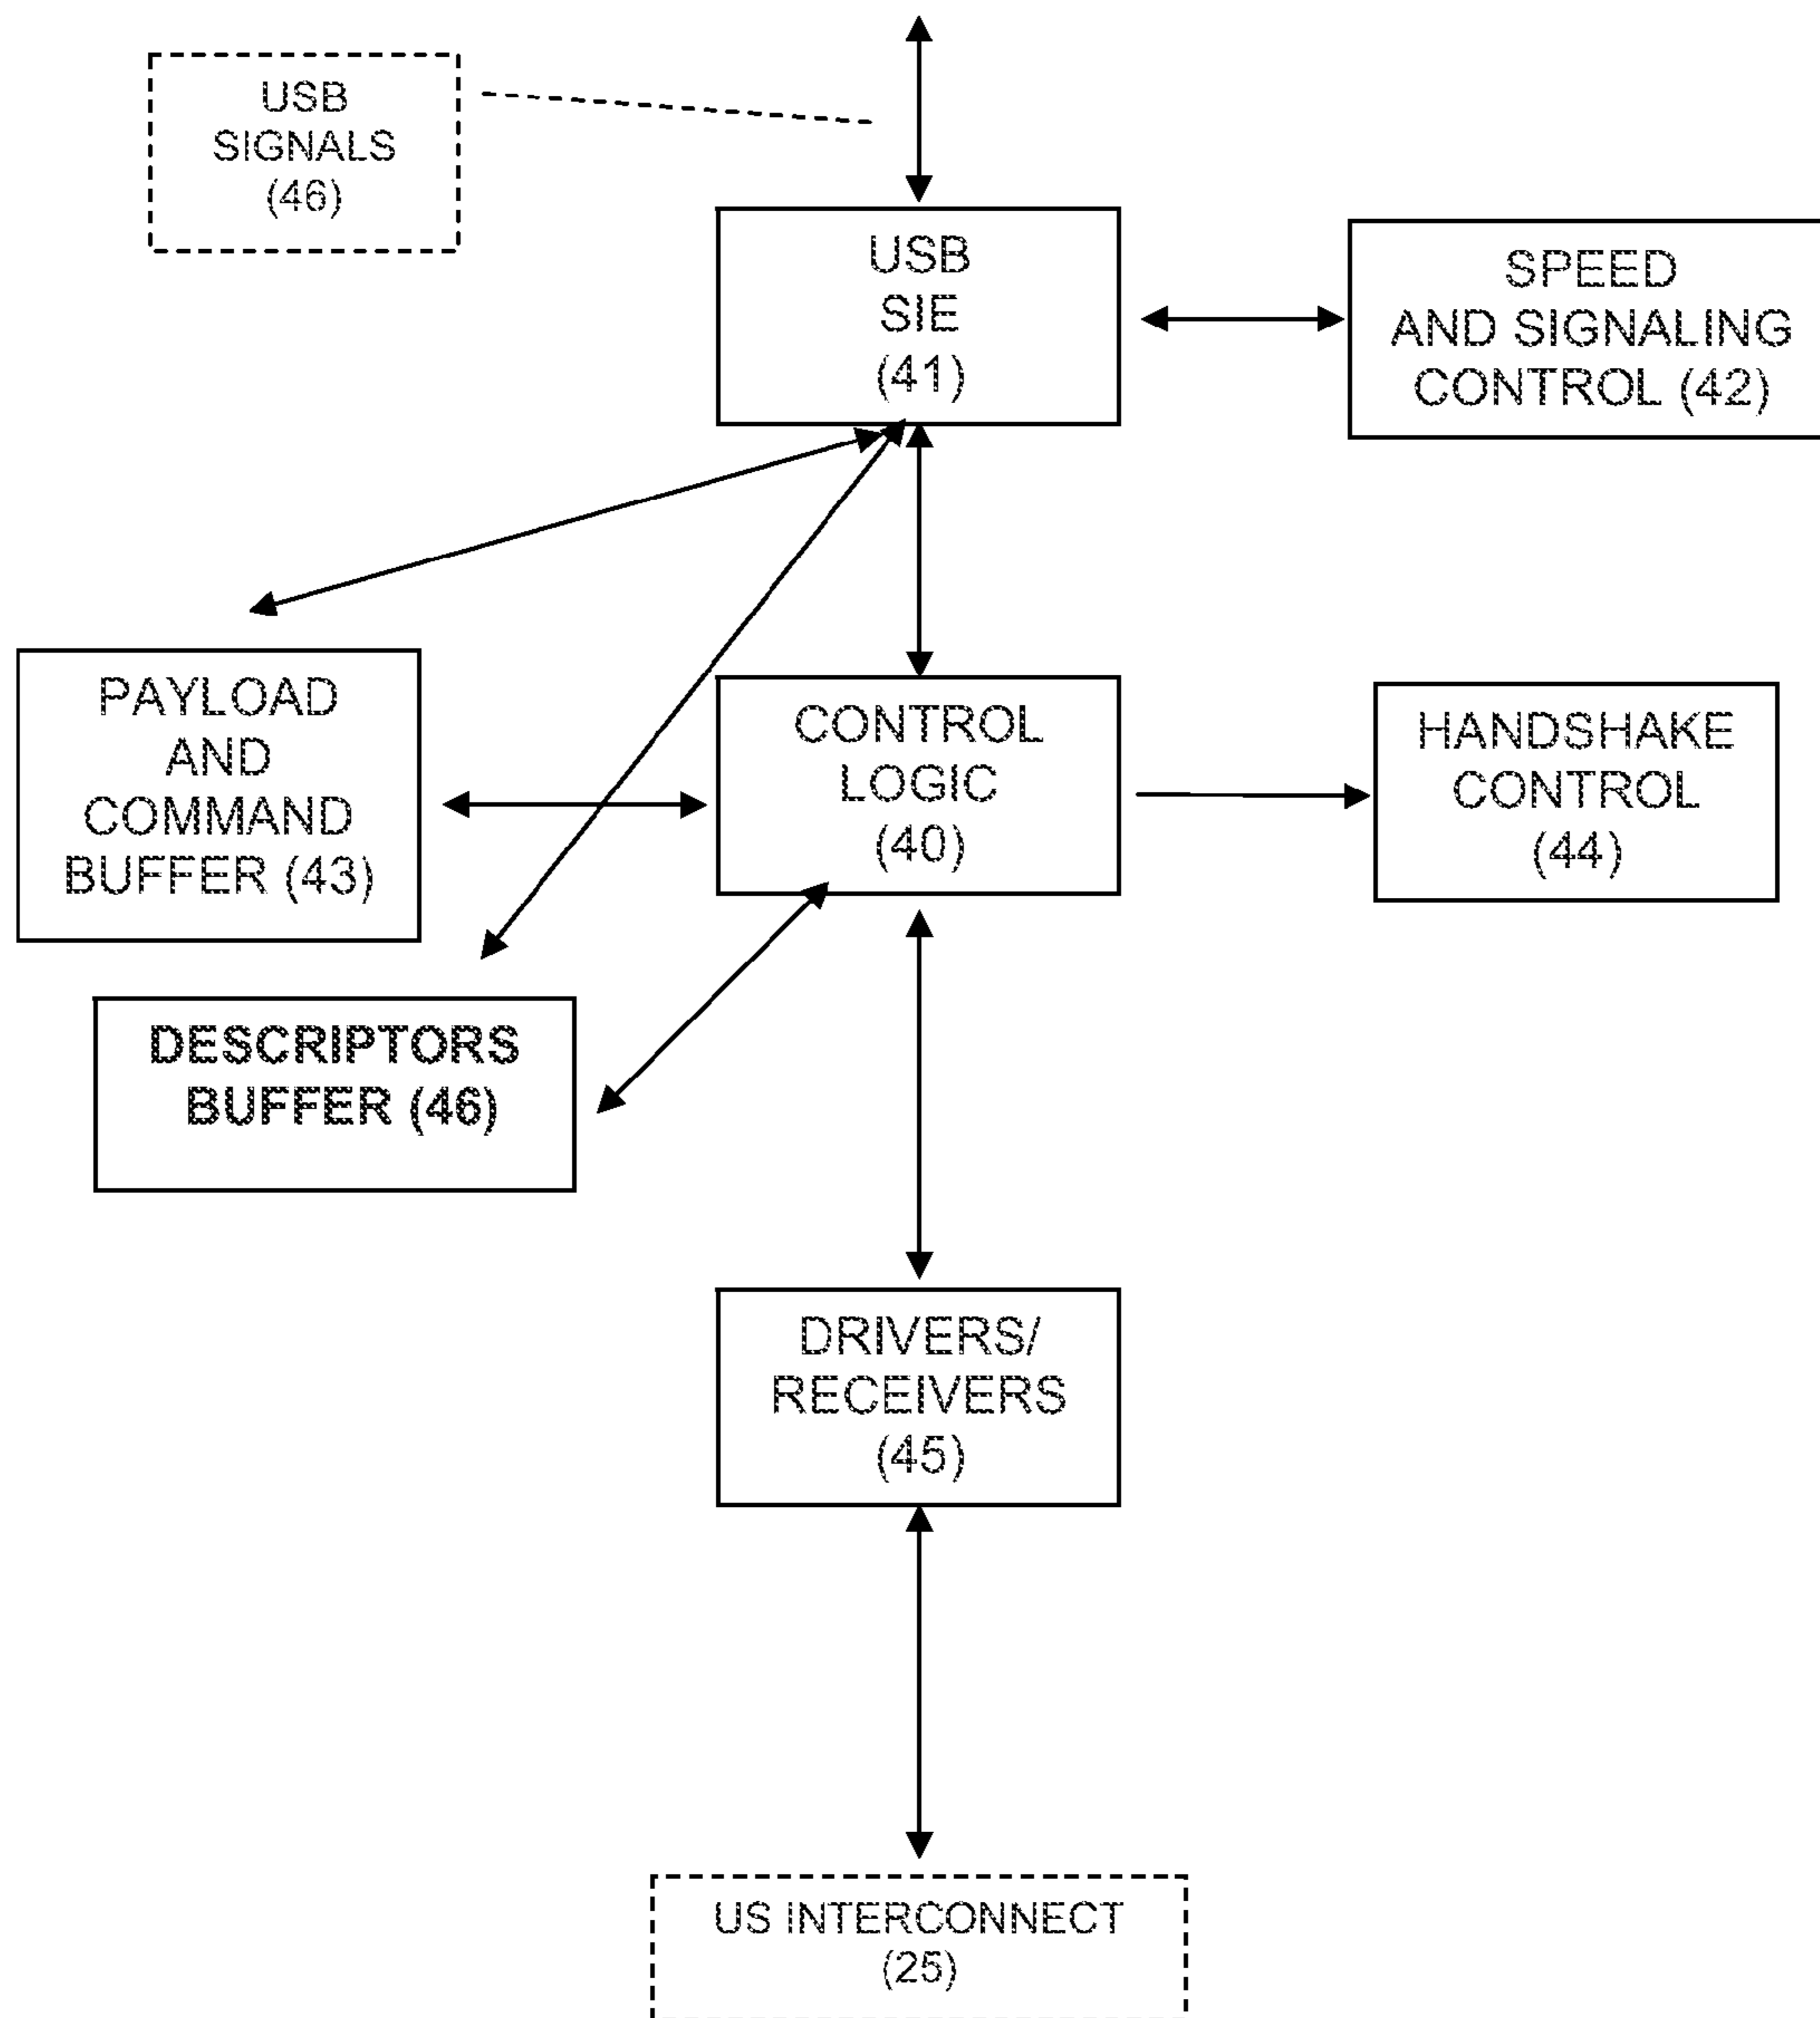 USB
SIGNALS
(46)
USB
SIE
(41)
SPEED
AND SIGNALING
CONTROL (42)
PAYLOAD
AND
COMMAND
BUFFER (43)
CONTROL
LOGIC
(40)
HANDSHAKE
CONTROL
(44)
DESCRIPTORS
BUFFER (46)
DRIVERS/
RECEIVERS
(45)
US INTERCONNECT
(25)